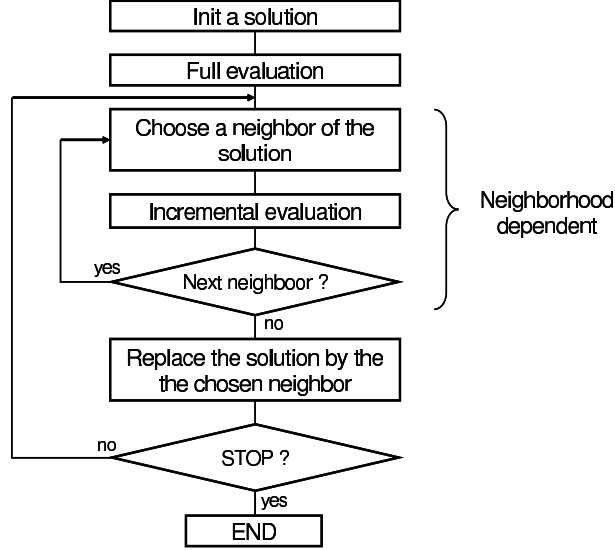 Init a solution
Full evaluation
Choose a neighbor of the
solution
Incremental evaluation
Neighborhood
dependent
yes
Next neighboor ?
no
Replace the solution by the
the chosen neighbor
no
STOP ?
yes
END